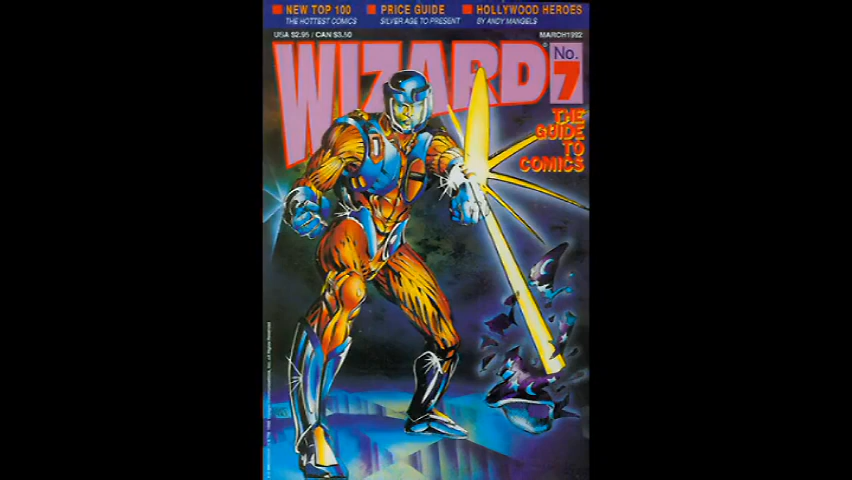 NEW TOP 100 PRICE GUIDE HOLLYWOOD HEROES
THE HOTTEST COMICS SILVER AGE TO PRESENT BY ANDY MANGELS
USA $2.95 / CAN $3.50 MARCH 1992
WIZARD
No.
7
THE
GUIDE
TO
COMICS